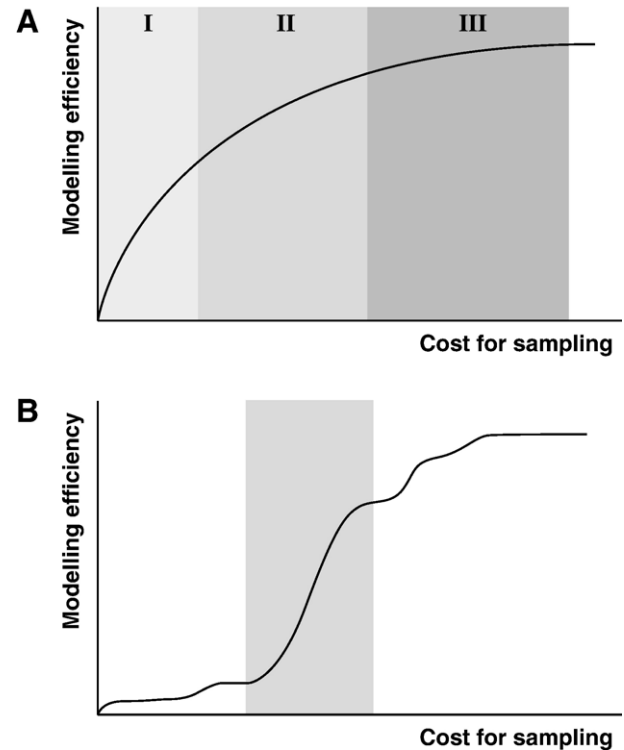 A
I II III
Modelling efficiency
Cost for sampling
B
Modelling efficiency
Cost for sampling